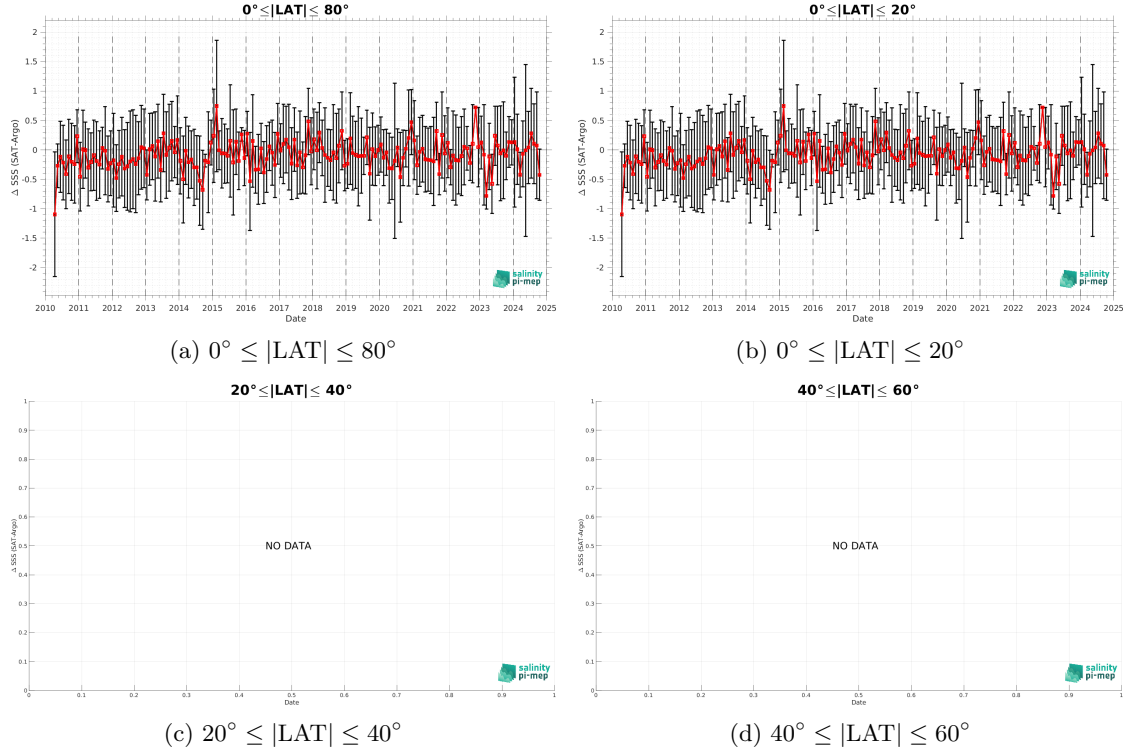 0°≤|LAT|≤ 80°
Δ SSS (SAT-Argo)
2
1.5
1
0.5
0
-0.5
-1
-1.5
-2
2010 2011 2012 2013 2014 2015 2016 2017 2018 2019 2020 2021 2022 2023 2024 2025
Date
salinity
pi-mep
(a) 0° ≤ |LAT| ≤ 80°
0°≤|LAT|≤ 20°
Δ SSS (SAT-Argo)
2
1.5
1
0.5
0
-0.5
-1
-1.5
-2
2010 2011 2012 2013 2014 2015 2016 2017 2018 2019 2020 2021 2022 2023 2024 2025
Date
salinity
pi-mep
(b) 0° ≤ |LAT| ≤ 20°
20°≤|LAT|≤ 40°
Δ SSS (SAT-Argo)
1
0.9
0.8
0.7
0.6
0.5
0.4
0.3
0.2
0.1
0
NO DATA
0 0.1 0.2 0.3 0.4 0.5 0.6 0.7 0.8 0.9 1
Date
salinity
pi-mep
(c) 20° ≤ |LAT| ≤ 40°
40°≤|LAT|≤ 60°
Δ SSS (SAT-Argo)
1
0.9
0.8
0.7
0.6
0.5
0.4
0.3
0.2
0.1
0
NO DATA
0 0.1 0.2 0.3 0.4 0.5 0.6 0.7 0.8 0.9 1
Date
salinity
pi-mep
(d) 40° ≤ |LAT| ≤ 60°